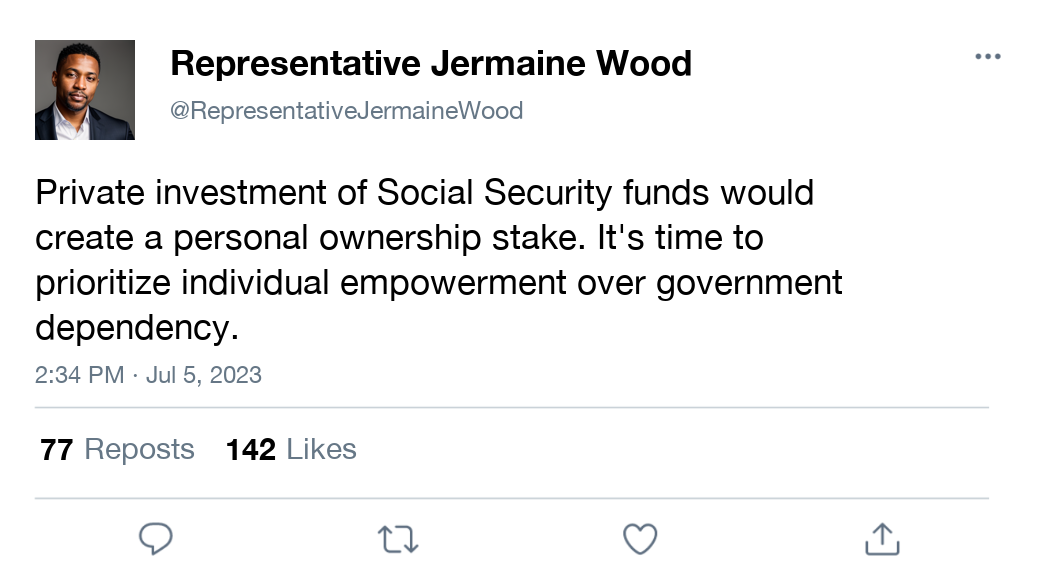 Representative Jermaine Wood
@RepresentativeJermaineWood
Private investment of Social Security funds would
create a personal ownership stake. It's time to
prioritize individual empowerment over government
dependency.
2:34 PM · Jul 5, 2023
77 Reposts 142 Likes